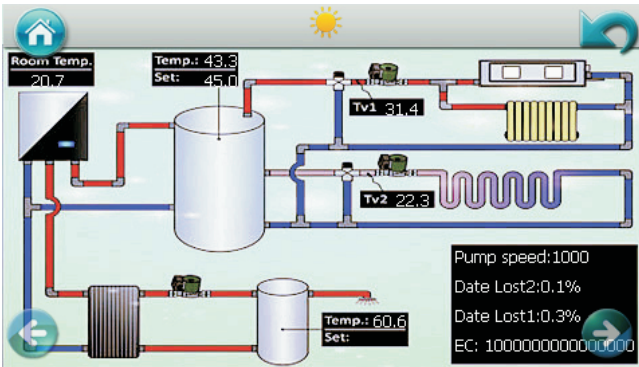 Room Temp.
20.7
Temp.: 43.3
Set: 45.0
Tv1 31.4
Tv2 22.3
Temp.: 60.6
Set:
Pump speed:1000
Date Lost2:0.1%
Date Lost1:0.3%
EC: 1000000000000000